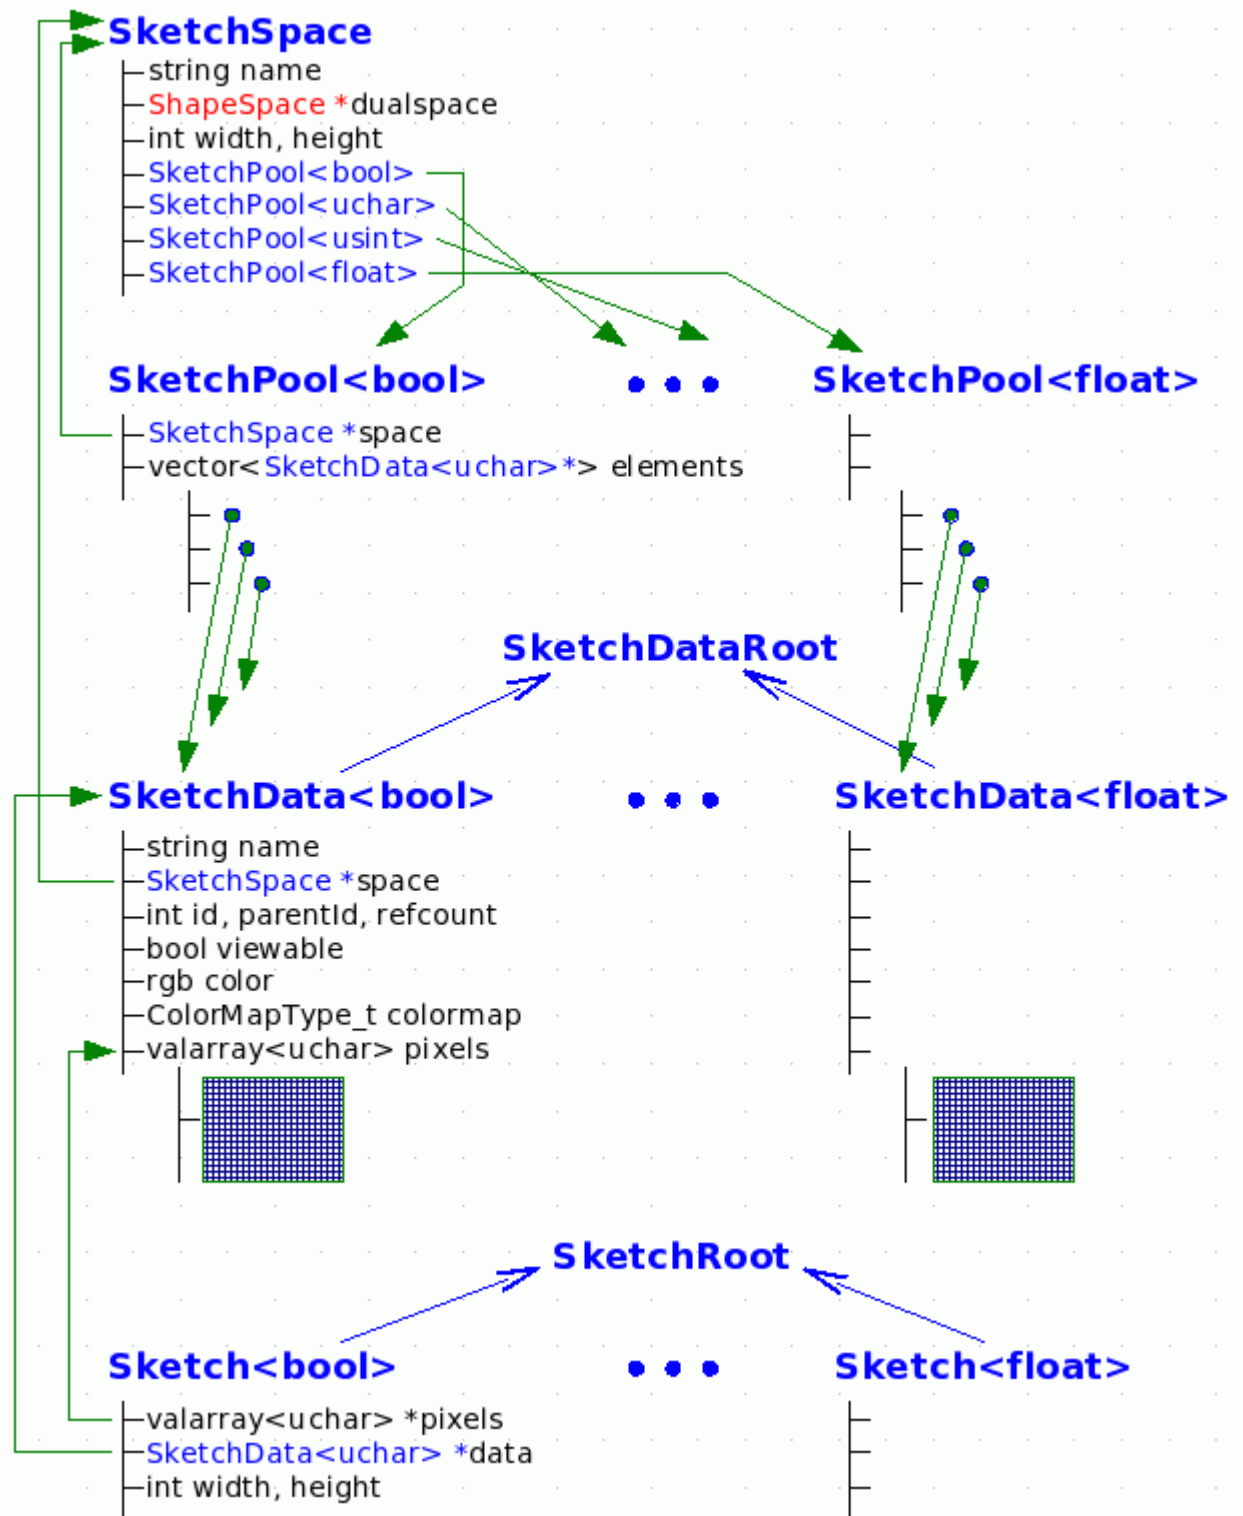 SketchSpace
string name
ShapeSpace *dualspace
int width, height
SketchPool<bool>
SketchPool<uchar>
SketchPool<usint>
SketchPool<float>
SketchPool<bool> SketchPool<float>
SketchSpace *space
vector<SketchData<uchar>*> elements
SketchDataRoot
SketchData<bool> SketchData<float>
string name
SketchSpace *space
int id, parentId, refcount
bool viewable
rgb color
ColorMapType_t colormap
valarray<uchar> pixels
SketchRoot
Sketch<bool> Sketch<float>
valarray<uchar> *pixels
SketchData<uchar> *data
int width, height